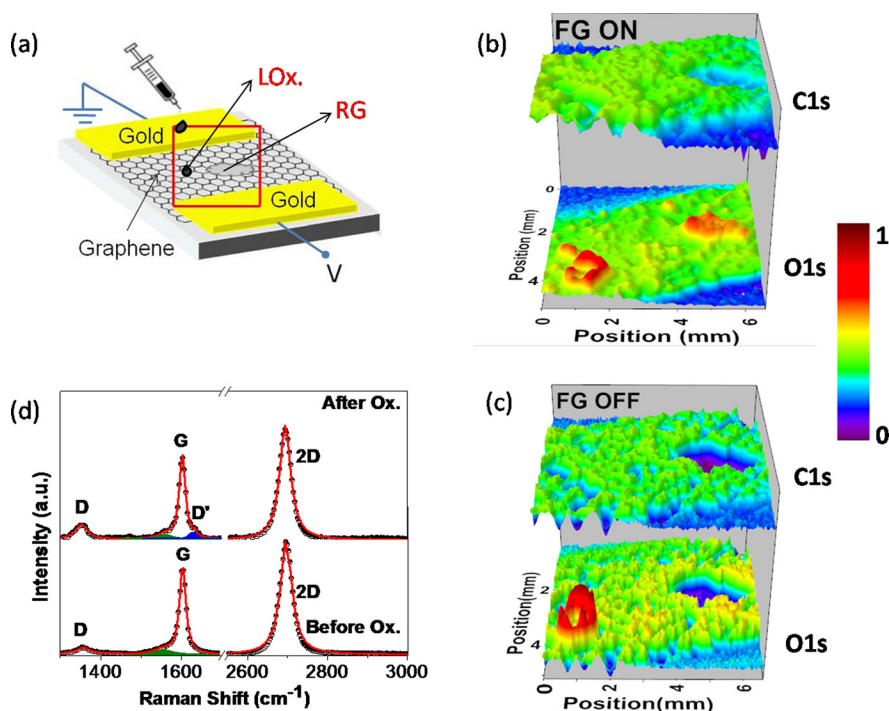 (a)
LOx.
RG
Gold
Gold
Graphene
V
(b)
FG ON
C1s
0
2
4
Position (mm)
O1s
0 2 4 6
Position (mm)
1
0
(c)
FG OFF
C1s
2
4
Position(mm)
O1s
0 2 4 6
Position(mm)
(d)
After Ox.
G
2D
D
D'
G
2D
D
Before Ox.
Intensity (a.u.)
1400 1600 2600 2800 3000
Raman Shift (cm⁻¹)